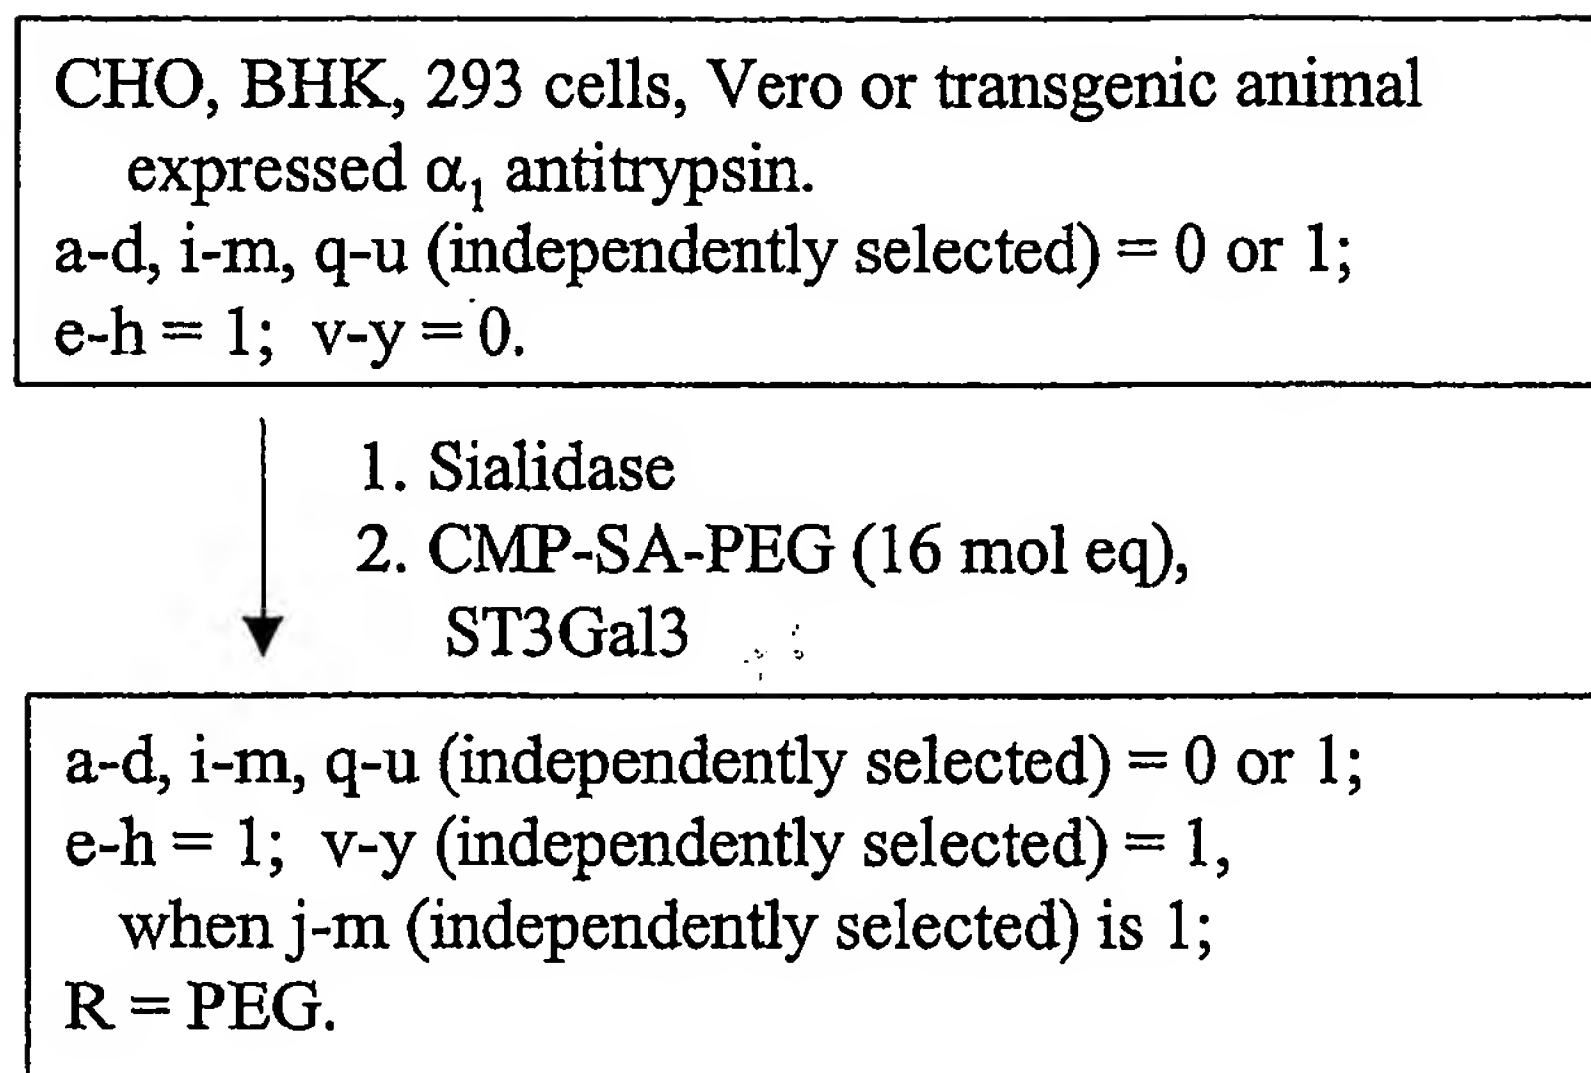 CHO, BHK, 293 cells, Vero or transgenic animal
expressed α₁ antitrypsin.
a-d, i-m, q-u (independently selected) = 0 or 1;
e-h = 1; v-y = 0.
1. Sialidase
2. CMP-SA-PEG (16 mol eq),
ST3Gal3
a-d, i-m, q-u (independently selected) = 0 or 1;
e-h = 1; v-y (independently selected) = 1,
when j-m (independently selected) is 1;
R = PEG.